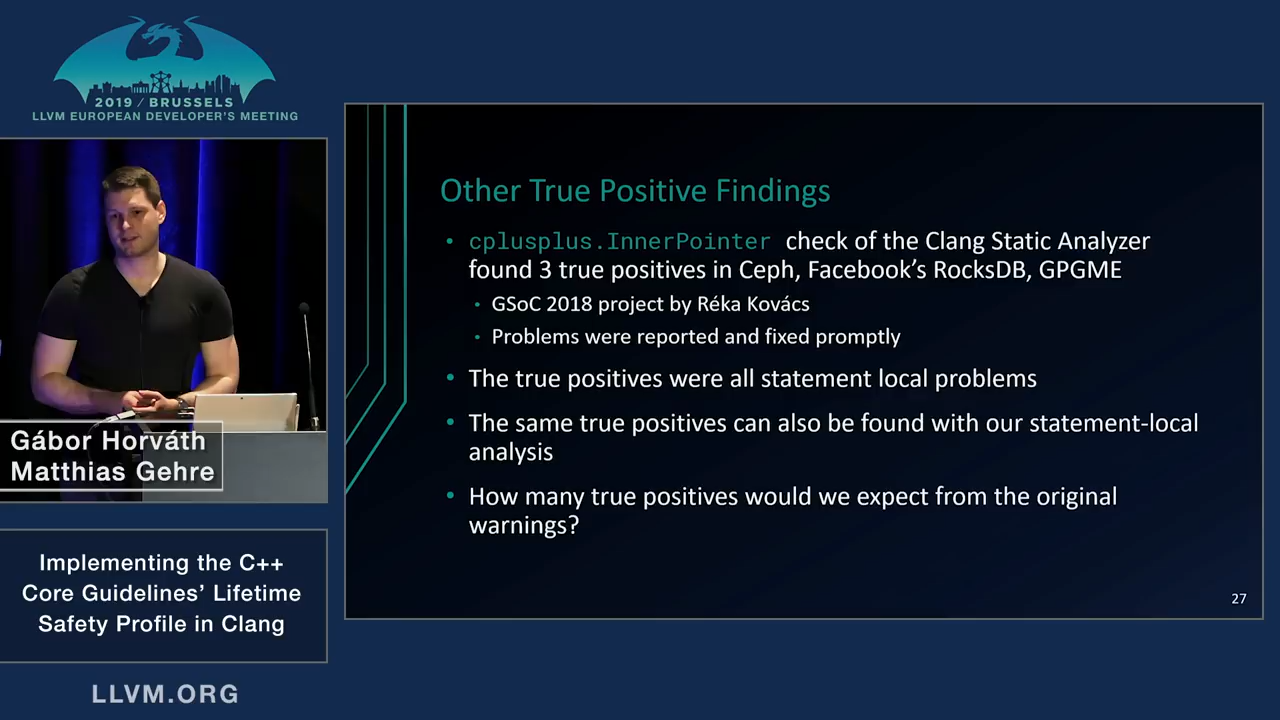 2019 / BRUSSELS
LLVM EUROPEAN DEVELOPER'S MEETING
Gábor Horváth
Matthias Gehre
Implementing the C++
Core Guidelines' Lifetime
Safety Profile in Clang
LLVM.ORG
Other True Positive Findings
• cplusplus.InnerPointer check of the Clang Static Analyzer
found 3 true positives in Ceph, Facebook's RocksDB, GPGME
• GSoC 2018 project by Réka Kovács
• Problems were reported and fixed promptly
• The true positives were all statement local problems
• The same true positives can also be found with our statement-local
analysis
• How many true positives would we expect from the original
warnings?
27